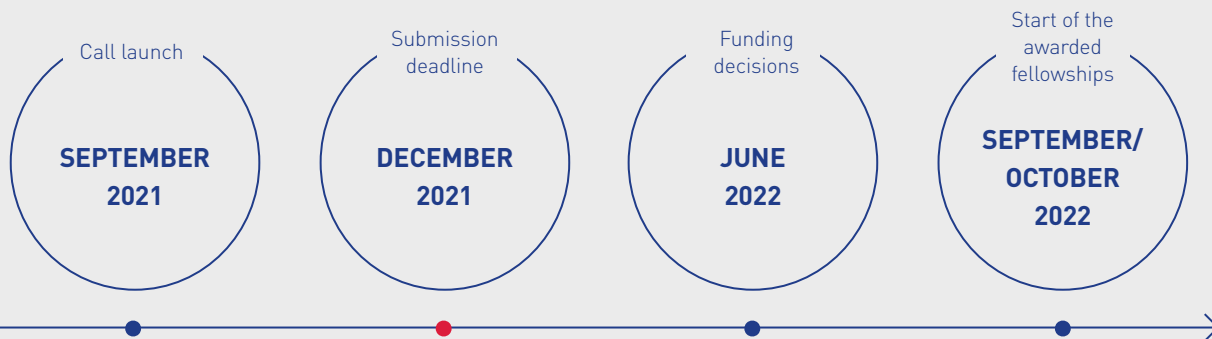 Call launch
SEPTEMBER
2021
Submission
deadline
DECEMBER
2021
Funding
decisions
JUNE
2022
Start of the
awarded
fellowships
SEPTEMBER/
OCTOBER
2022